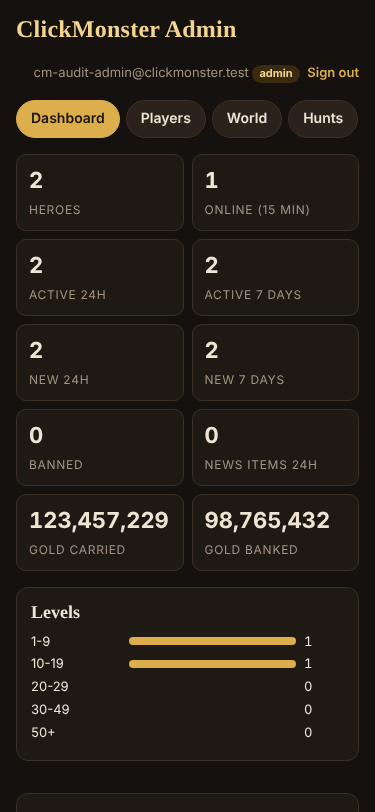 ClickMonster Admin
cm-audit-admin@clickmonster.test admin Sign out
Dashboard Players World Hunts
2 1
HEROES ONLINE (15 MIN)
2 2
ACTIVE 24H ACTIVE 7 DAYS
2 2
NEW 24H NEW 7 DAYS
0 0
BANNED NEWS ITEMS 24H
123,457,229 98,765,432
GOLD CARRIED GOLD BANKED
Levels
1-9 1
10-19 1
20-29 0
30-49 0
50+ 0